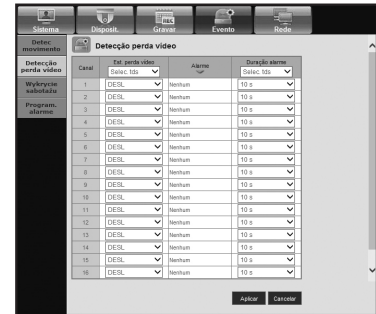 Sistema Disposit. Gravar Evento Rede
REC
Detec movimento
Detecção perda vídeo
Wykrycie sabotażu
Program. alarme
Detecção perda vídeo
Canal Est. perda vídeo Alarme Duração alarme
Selec. tds Selec. tds
1 DESL Nenhum 10 s
2 DESL Nenhum 10 s
3 DESL Nenhum 10 s
4 DESL Nenhum 10 s
5 DESL Nenhum 10 s
6 DESL Nenhum 10 s
7 DESL Nenhum 10 s
8 DESL Nenhum 10 s
9 DESL Nenhum 10 s
10 DESL Nenhum 10 s
11 DESL Nenhum 10 s
12 DESL Nenhum 10 s
13 DESL Nenhum 10 s
14 DESL Nenhum 10 s
15 DESL Nenhum 10 s
16 DESL Nenhum 10 s
Aplicar Cancelar